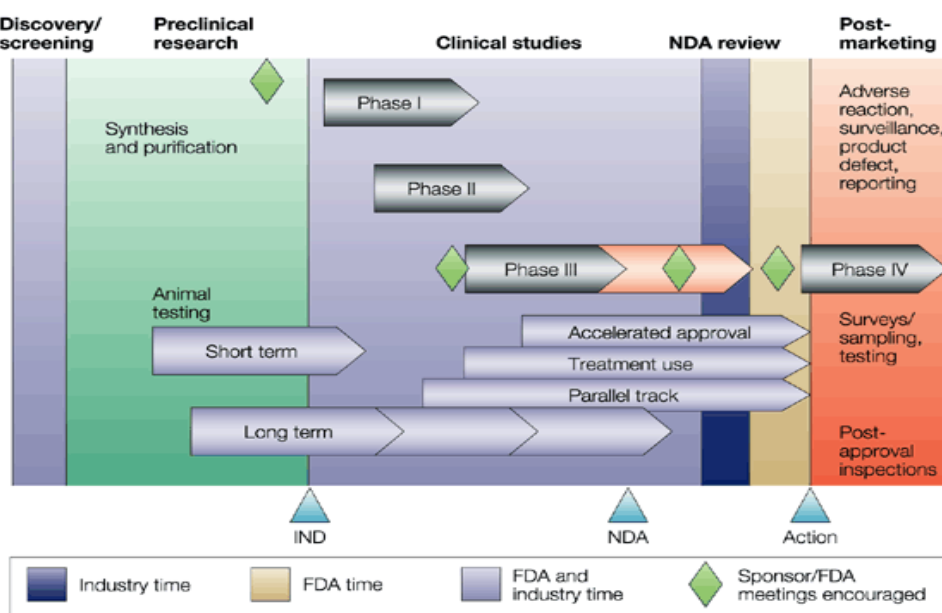 Discovery/
screening
Preclinical
research
Clinical studies
NDA review
Post-
marketing
Synthesis
and purification
Phase I
Adverse
reaction,
surveillance,
product
defect,
reporting
Phase II
Phase III
Phase IV
Animal
testing
Short term
Accelerated approval
Treatment use
Parallel track
Surveys/
sampling,
testing
Long term
Post-
approval
inspections
IND
NDA
Action
Industry time
FDA time
FDA and
industry time
Sponsor/FDA
meetings encouraged